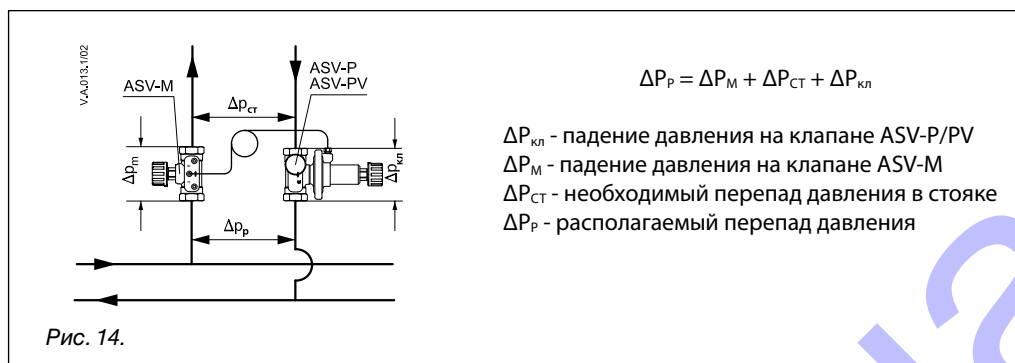 V.A.013.1/02
ASV-M
ASV-P
ASV-PV
Δpст
Δpm
Δpкл
Δpp
Рис. 14.
ΔPР = ΔPМ + ΔPСТ + ΔPкл
ΔPкл - падение давления на клапане ASV-P/PV
ΔPМ - падение давления на клапане ASV-M
ΔPСТ - необходимый перепад давления в стояке
ΔPР - располагаемый перепад давления